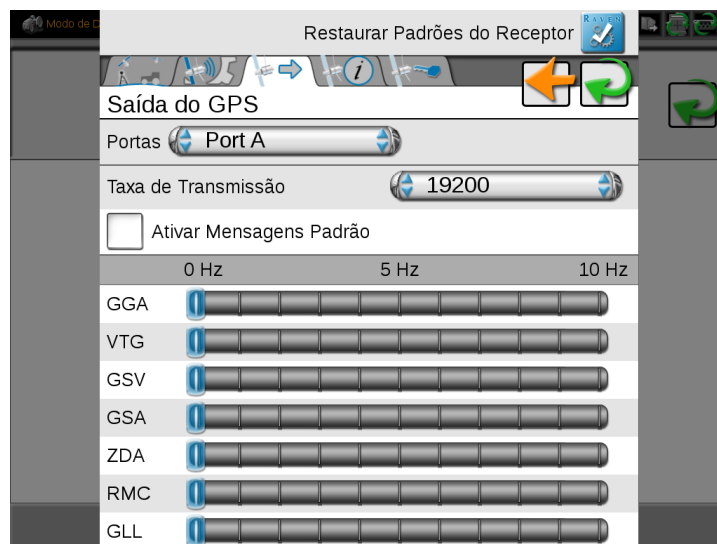 Modo de D
Restaurar Padrões do Receptor
RAVEN
Saída do GPS
Portas Port A
Taxa de Transmissão 19200
Ativar Mensagens Padrão
0 Hz 5 Hz 10 Hz
GGA
VTG
GSV
GSA
ZDA
RMC
GLL